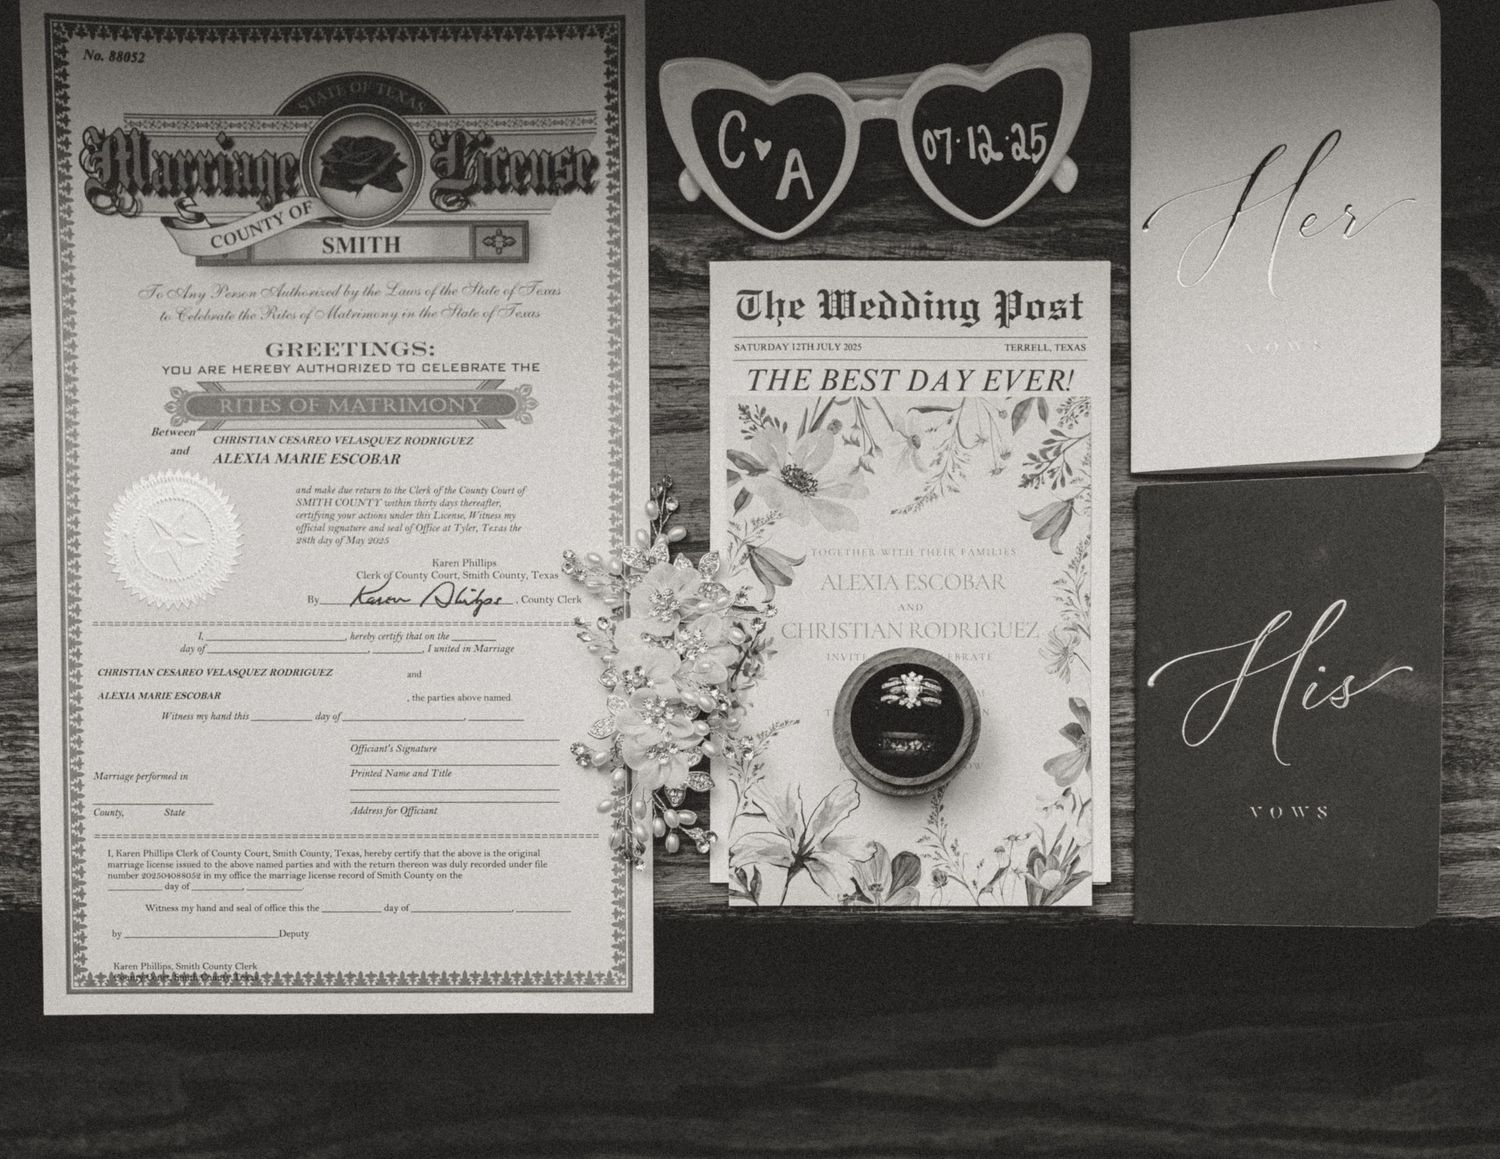 No. 88052
STATE OF TEXAS
Marriage License
COUNTY OF
SMITH
To Any Person Authorized by the Laws of the State of Texas
to Celebrate the Rites of Matrimony in the State of Texas
GREETINGS:
YOU ARE HEREBY AUTHORIZED TO CELEBRATE THE
RITES OF MATRIMONY
Between CHRISTIAN CESAREO VELASQUEZ RODRIGUEZ
and ALEXIA MARIE ESCOBAR
and make due return to the Clerk of the County Court of
SMITH COUNTY within thirty days thereafter,
certifying your actions under this License, Witness my
official signature and seal of Office at Tyler, Texas the
28th day of May 2025
Karen Phillips
Clerk of County Court, Smith County, Texas
By Karen Phillips, County Clerk
I, , hereby certify that on the
day of , , I united in Marriage
CHRISTIAN CESAREO VELASQUEZ RODRIGUEZ and
ALEXIA MARIE ESCOBAR , the parties above named
Witness my hand this day of ,
Officiant's Signature
Marriage performed in
Printed Name and Title
County, State
Address for Officiant
I, Karen Phillips Clerk of County Court, Smith County, Texas, hereby certify that the above is the original
marriage license issued to the above named parties and with the return thereon was duly recorded under file
number 202504088052 in my office the marriage license record of Smith County on the
day of , .
Witness my hand and seal of office this the day of ,
by Deputy
Karen Phillips, Smith County Clerk
County Court, Smith County, Texas
C ♥ A
07·12·25
The Wedding Post
SATURDAY 12TH JULY 2025 TERRELL, TEXAS
THE BEST DAY EVER!
TOGETHER WITH THEIR FAMILIES
ALEXIA ESCOBAR
AND
CHRISTIAN RODRIGUEZ
Her
VOWS
His
VOWS